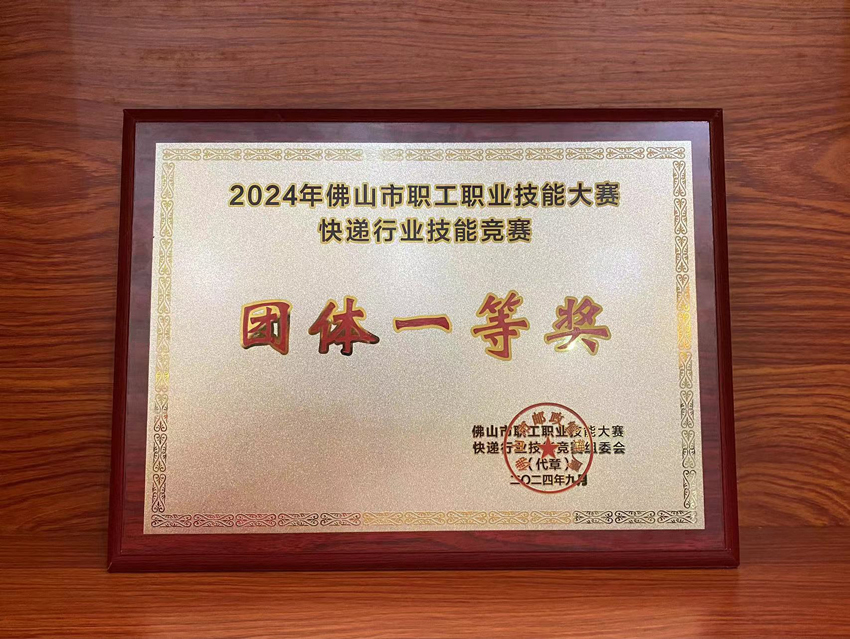 2024年佛山市职工职业技能大赛
快递行业技能竞赛
团体一等奖
佛山市职工职业技能大赛
快递行业技能竞赛组委会
（代章）
二〇二四年九月